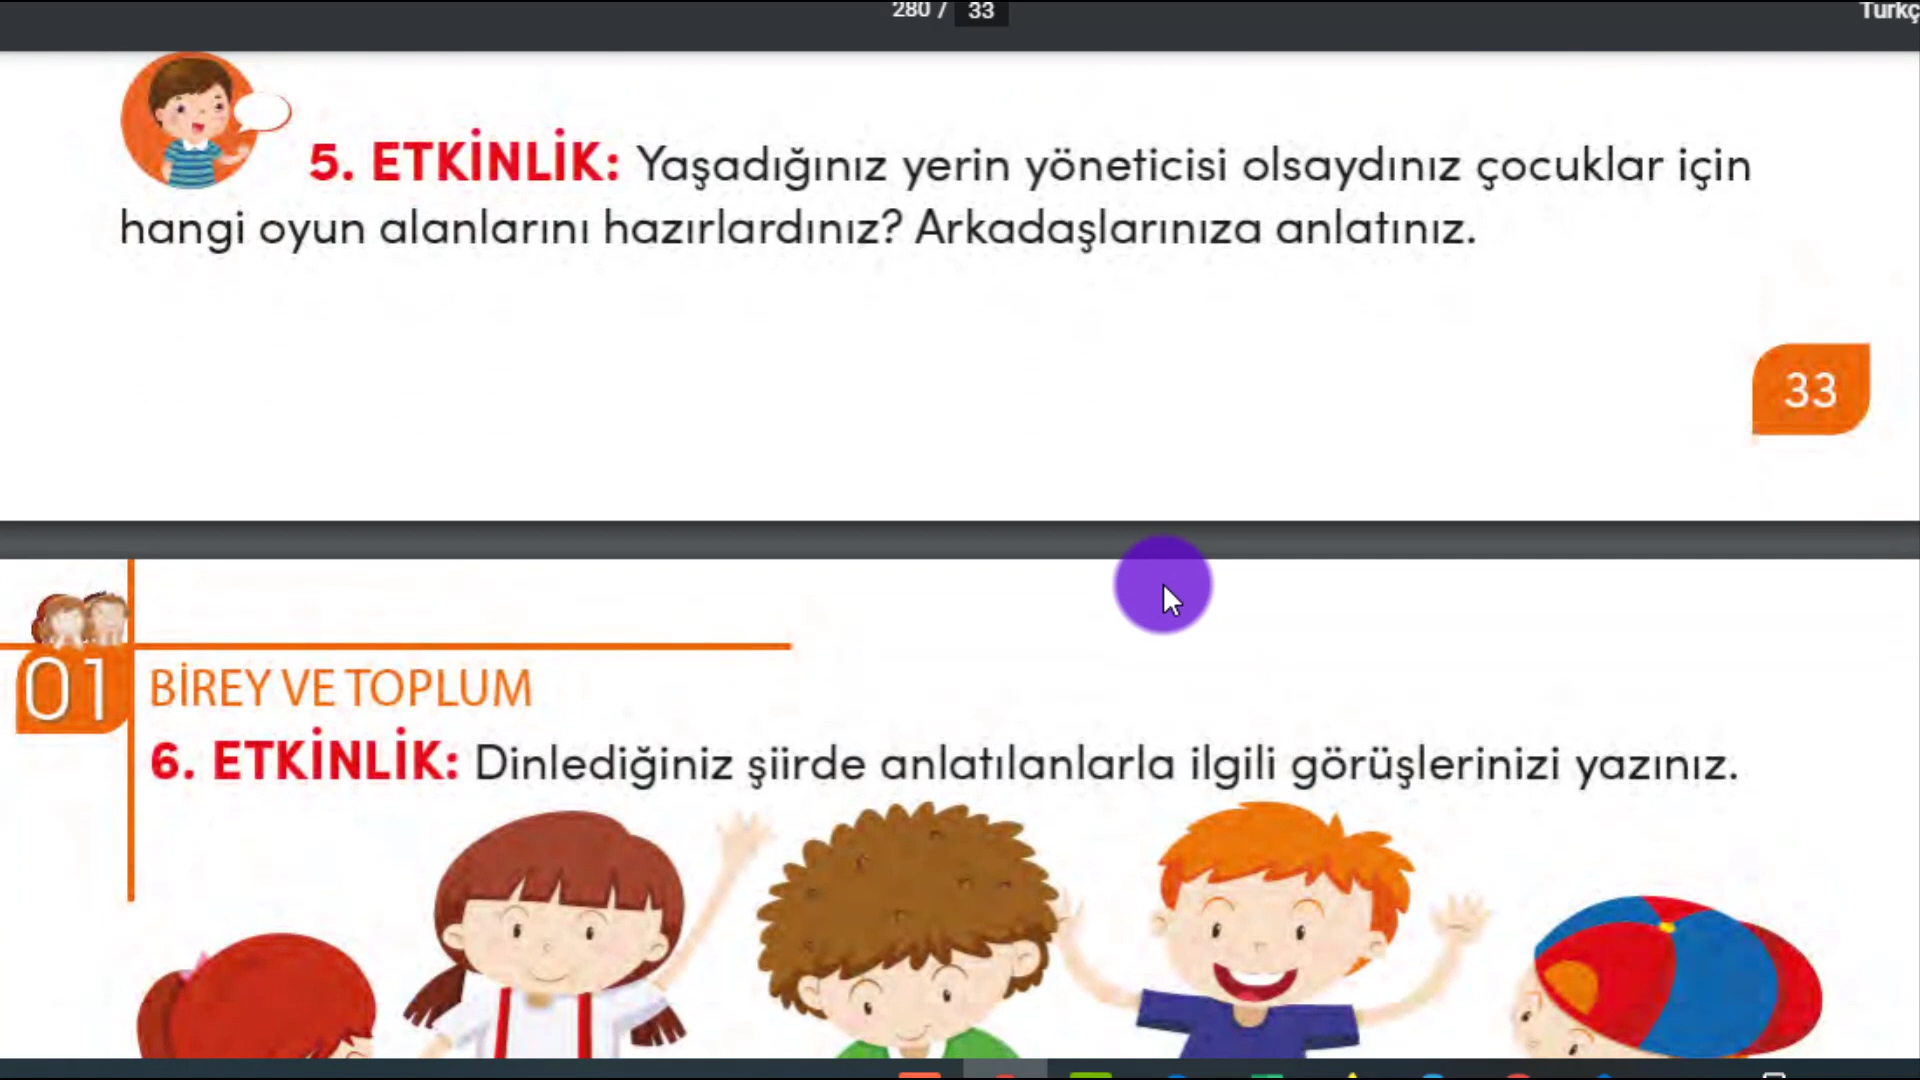 280 / 33
Türkç
5. ETKİNLİK: Yaşadığınız yerin yöneticisi olsaydınız çocuklar için
hangi oyun alanlarını hazırlardınız? Arkadaşlarınıza anlatınız.
33
01 BİREY VE TOPLUM
6. ETKİNLİK: Dinlediğiniz şiirde anlatılanlarla ilgili görüşlerinizi yazınız.